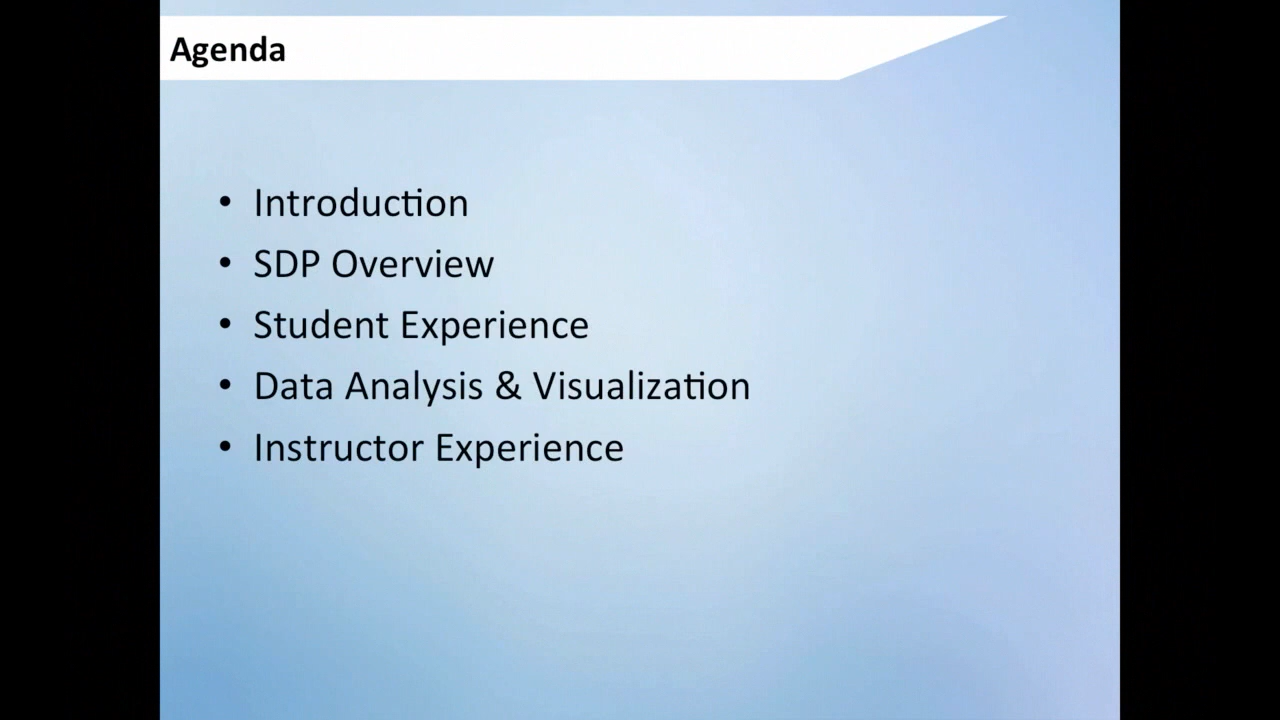 Agenda
• Introduction
• SDP Overview
• Student Experience
• Data Analysis & Visualization
• Instructor Experience